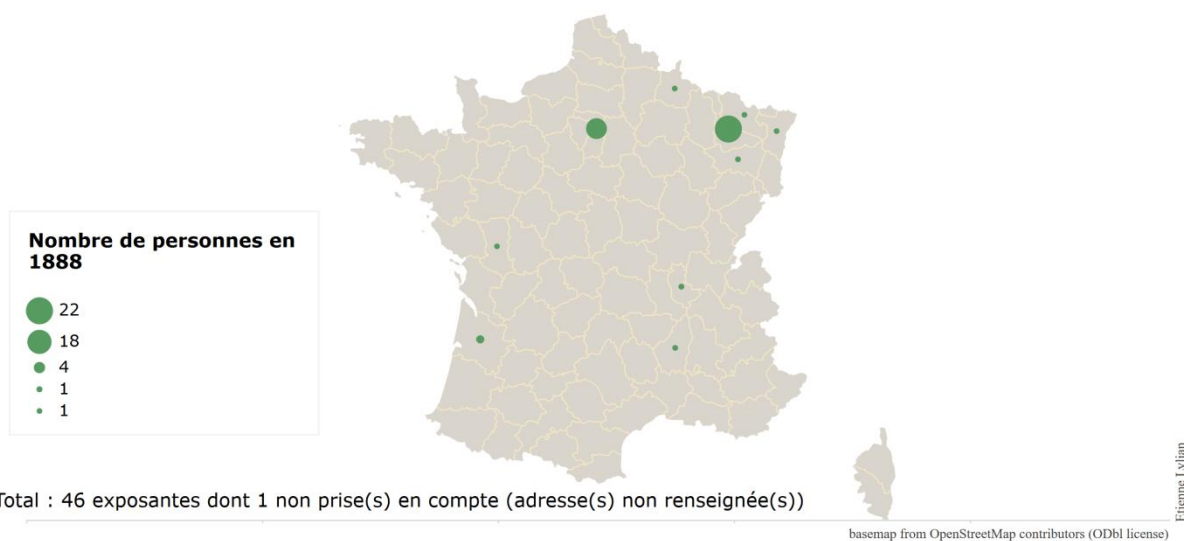 Nombre de personnes en
1888
22
18
4
1
1
Total : 46 exposantes dont 1 non prise(s) en compte (adresse(s) non renseignée(s))
Etienne Lylian
basemap from OpenStreetMap contributors (ODbl license)